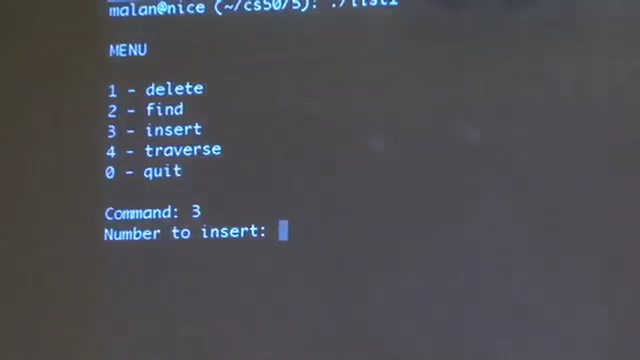 malan@nice (~/cs50/5): ./list1
MENU
1 - delete
2 - find
3 - insert
4 - traverse
0 - quit
Command: 3
Number to insert: